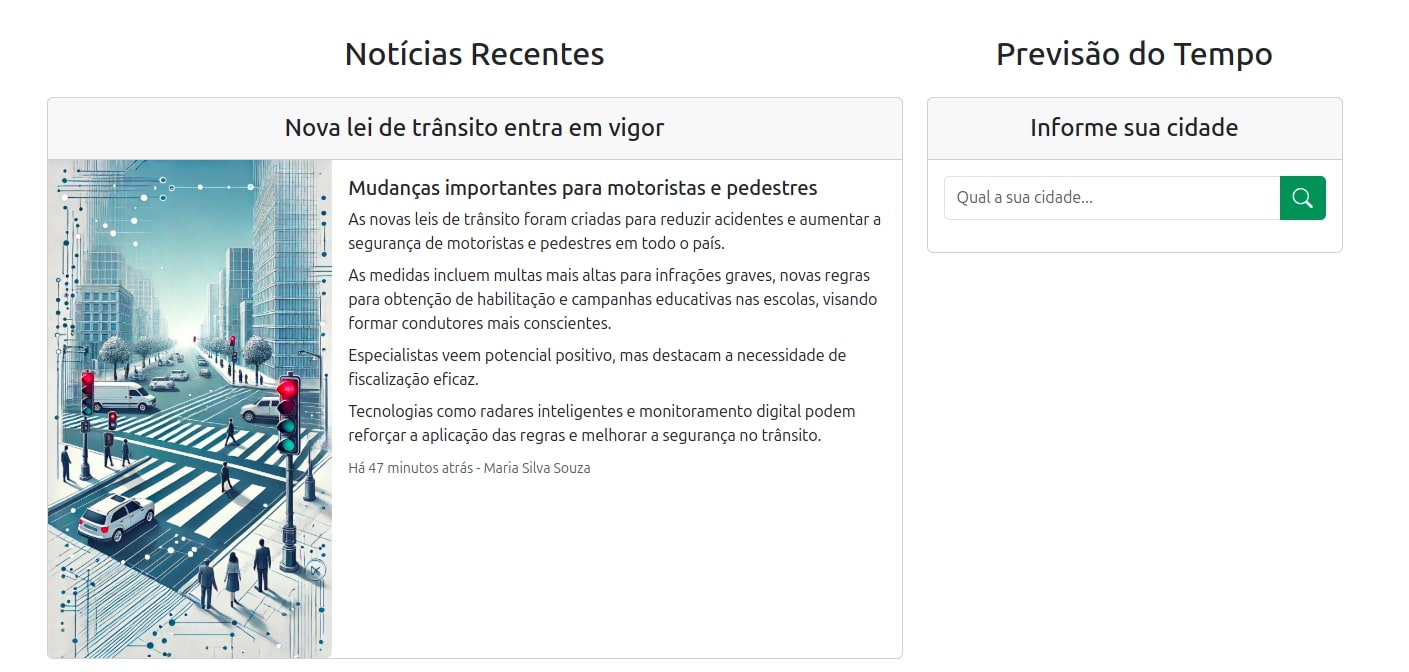 Notícias Recentes
Nova lei de trânsito entra em vigor
Mudanças importantes para motoristas e pedestres
As novas leis de trânsito foram criadas para reduzir acidentes e aumentar a
segurança de motoristas e pedestres em todo o país.
As medidas incluem multas mais altas para infrações graves, novas regras
para obtenção de habilitação e campanhas educativas nas escolas, visando
formar condutores mais conscientes.
Especialistas veem potencial positivo, mas destacam a necessidade de
fiscalização eficaz.
Tecnologias como radares inteligentes e monitoramento digital podem
reforçar a aplicação das regras e melhorar a segurança no trânsito.
Há 47 minutos atrás - Maria Silva Souza
Previsão do Tempo
Informe sua cidade
Qual a sua cidade...